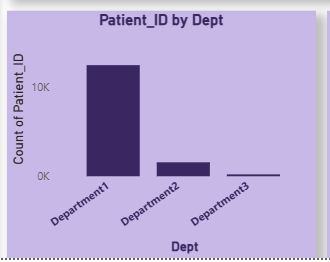 Patient_ID by Dept
Count of Patient_ID
10K
0K
Department1
Department2
Department3
Dept